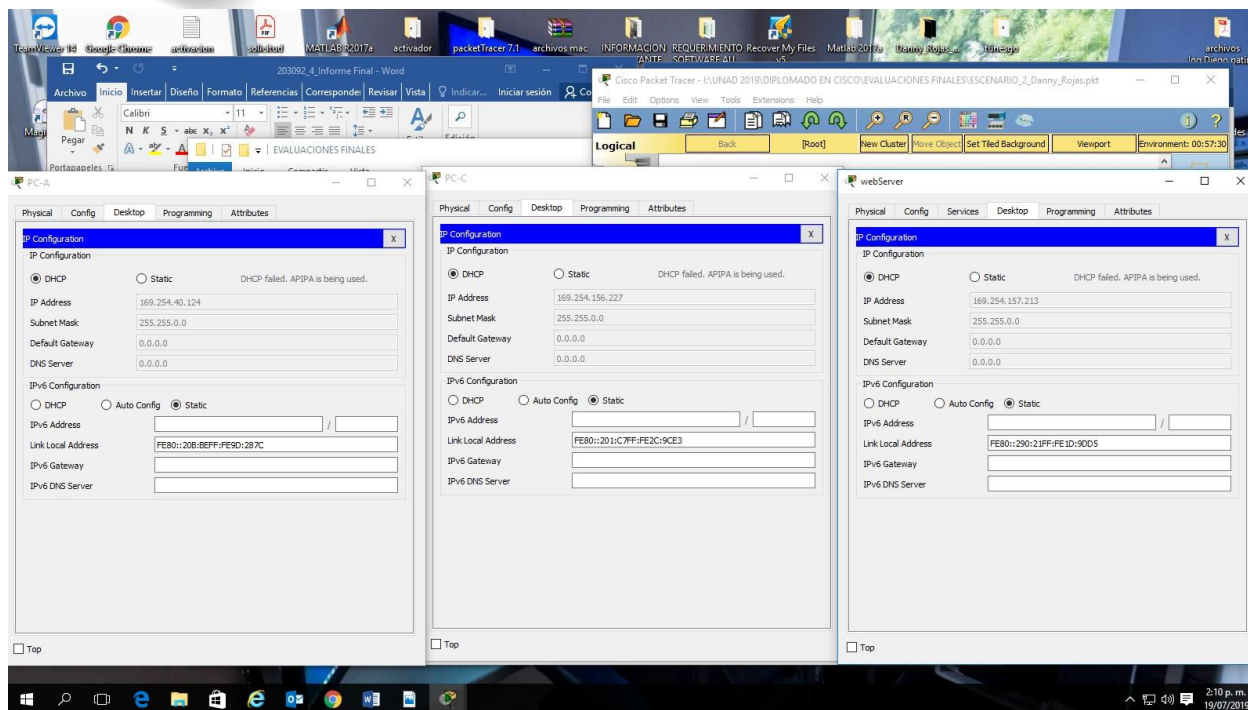 TeamViewer 14
Google Chrome
activacion
solicitud
MATLAB R2017a
activador
packetTracer 7.1
archivos mac
INFORMACION
REQUERIMIENTO
Recover My Files
Matlab 2017a
Danny_Rojas_...
archivos
SOFTWARE ALL
v5
203092_4_Informe Final - Word
Archivo Inicio Insertar Diseño Formato Referencias Correspondei Revisar Vista Indicar... Iniciar sesión Co
Calibri 11
Pegar
N K S abc X₂ X²
Portapapeles
EVALUACIONES FINALES
Cisco Packet Tracer - I:\UNAD 2019\DIPLOMADO EN CISCO\EVALUACIONES FINALES\ESCENARIO_2_Danny_Rojas.pkt
File Edit Options View Tools Extensions Help
Logical Back [Root] New Cluster Move Object Set Tiled Background Viewport Environment: 00:57:30
PC-A
Physical Config Desktop Programming Attributes
IP Configuration X
IP Configuration
DHCP Static DHCP failed. APIPA is being used.
IP Address 169.254.40.124
Subnet Mask 255.255.0.0
Default Gateway 0.0.0.0
DNS Server 0.0.0.0
IPv6 Configuration
DHCP Auto Config Static
IPv6 Address /
Link Local Address FE80::20B:BEFF:FE9D:287C
IPv6 Gateway
IPv6 DNS Server
Top
PC-C
Physical Config Desktop Programming Attributes
IP Configuration X
IP Configuration
DHCP Static DHCP failed. APIPA is being used.
IP Address 169.254.156.227
Subnet Mask 255.255.0.0
Default Gateway 0.0.0.0
DNS Server 0.0.0.0
IPv6 Configuration
DHCP Auto Config Static
IPv6 Address /
Link Local Address FE80::201:C7FF:FE2C:9CE3
IPv6 Gateway
IPv6 DNS Server
Top
webServer
Physical Config Services Desktop Programming Attributes
IP Configuration X
IP Configuration
DHCP Static DHCP failed. APIPA is being used.
IP Address 169.254.157.213
Subnet Mask 255.255.0.0
Default Gateway 0.0.0.0
DNS Server 0.0.0.0
IPv6 Configuration
DHCP Auto Config Static
IPv6 Address /
Link Local Address FE80::290:21FF:FE1D:9DD5
IPv6 Gateway
IPv6 DNS Server
Top
2:10 p. m.
19/07/2019